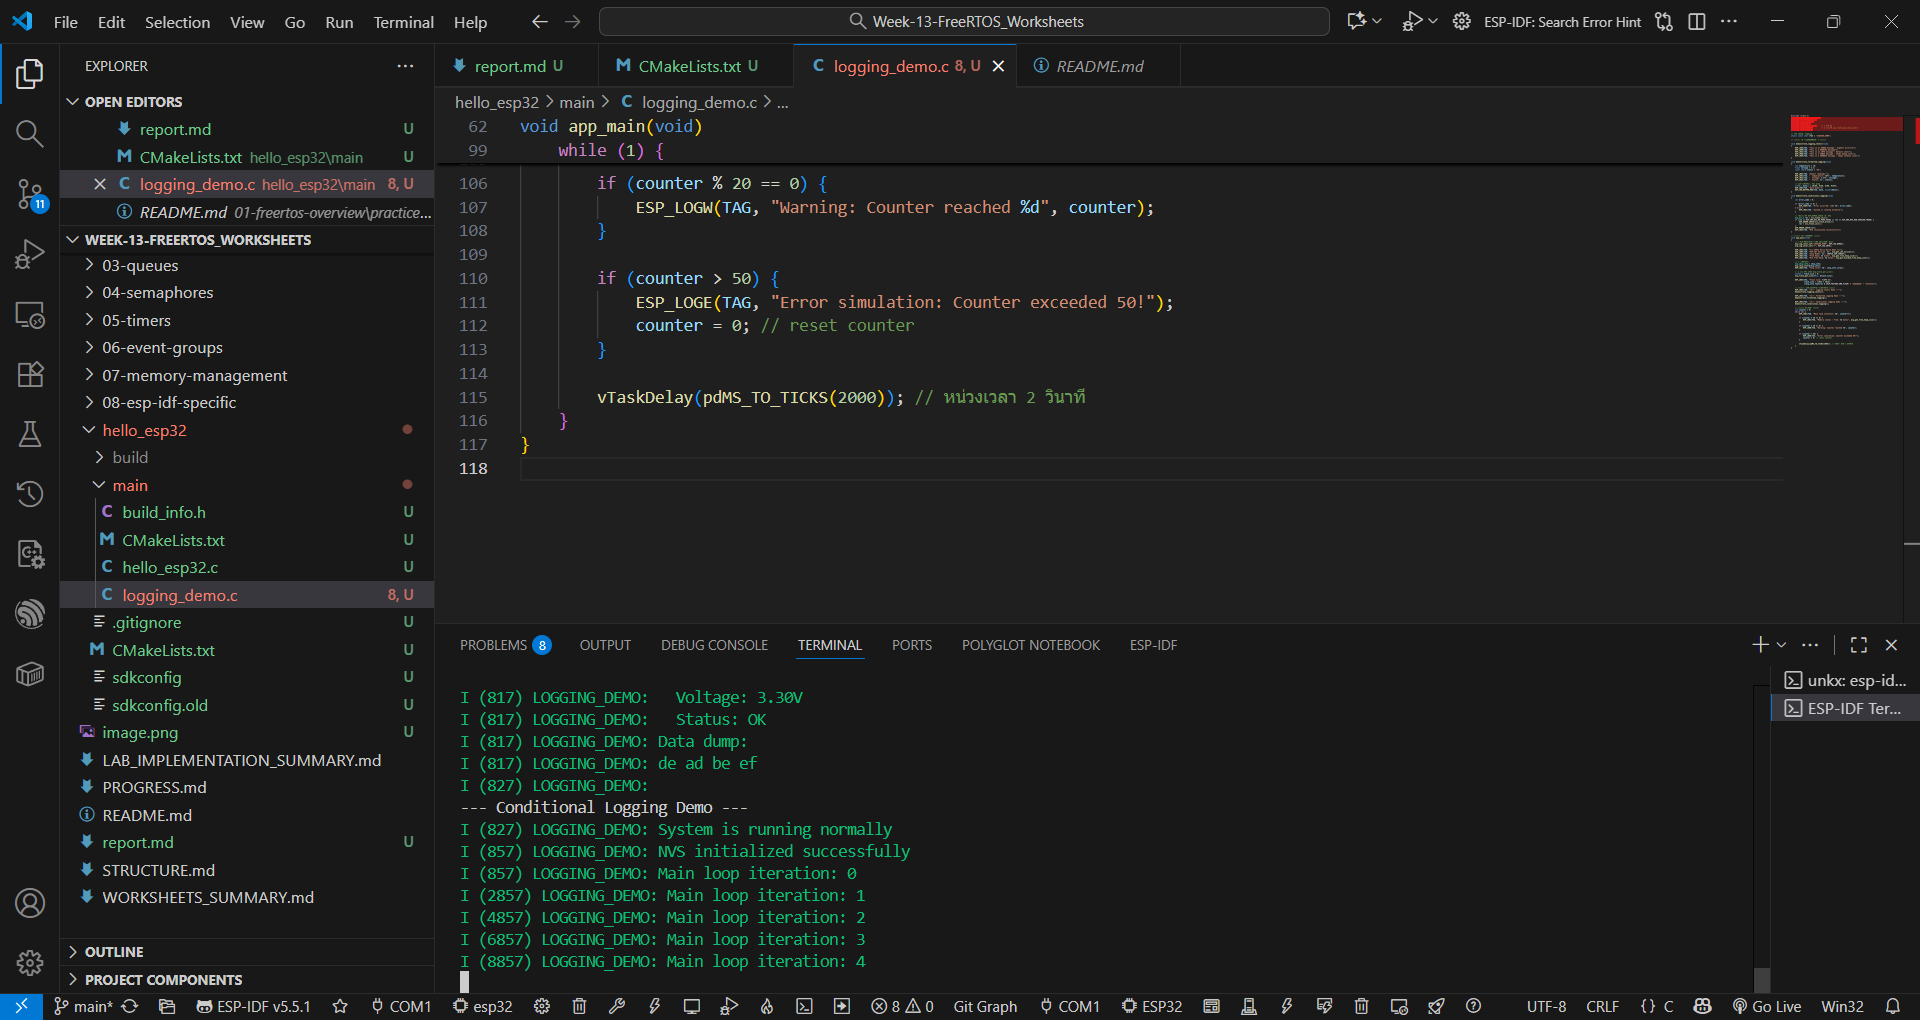 File Edit Selection View Go Run Terminal Help
Week-13-FreeRTOS_Worksheets
ESP-IDF: Search Error Hint
EXPLORER
OPEN EDITORS
report.md U
CMakeLists.txt hello_esp32\main U
logging_demo.c hello_esp32\main 8, U
README.md 01-freertos-overview\practice...
WEEK-13-FREERTOS_WORKSHEETS
03-queues
04-semaphores
05-timers
06-event-groups
07-memory-management
08-esp-idf-specific
hello_esp32
build
main
build_info.h U
CMakeLists.txt U
hello_esp32.c U
logging_demo.c 8, U
.gitignore U
CMakeLists.txt U
sdkconfig U
sdkconfig.old U
image.png U
LAB_IMPLEMENTATION_SUMMARY.md
PROGRESS.md
README.md
report.md U
STRUCTURE.md
WORKSHEETS_SUMMARY.md
OUTLINE
PROJECT COMPONENTS
11
report.md U
CMakeLists.txt U
logging_demo.c 8, U
README.md
hello_esp32 > main > C logging_demo.c > ...
62 void app_main(void)
99 while (1) {
106 if (counter % 20 == 0) {
107 ESP_LOGW(TAG, "Warning: Counter reached %d", counter);
108 }
109
110 if (counter > 50) {
111 ESP_LOGE(TAG, "Error simulation: Counter exceeded 50!");
112 counter = 0; // reset counter
113 }
114
115 vTaskDelay(pdMS_TO_TICKS(2000)); // หน่วงเวลา 2 วินาที
116 }
117 }
118
PROBLEMS 8 OUTPUT DEBUG CONSOLE TERMINAL PORTS POLYGLOT NOTEBOOK ESP-IDF
I (817) LOGGING_DEMO:   Voltage: 3.30V
I (817) LOGGING_DEMO:   Status: OK
I (817) LOGGING_DEMO: Data dump:
I (817) LOGGING_DEMO: de ad be ef
I (827) LOGGING_DEMO:
--- Conditional Logging Demo ---
I (827) LOGGING_DEMO: System is running normally
I (857) LOGGING_DEMO: NVS initialized successfully
I (857) LOGGING_DEMO: Main loop iteration: 0
I (2857) LOGGING_DEMO: Main loop iteration: 1
I (4857) LOGGING_DEMO: Main loop iteration: 2
I (6857) LOGGING_DEMO: Main loop iteration: 3
I (8857) LOGGING_DEMO: Main loop iteration: 4
unkx: esp-id...
ESP-IDF Ter...
main* ESP-IDF v5.5.1 COM1 esp32 8 0 Git Graph COM1 ESP32 UTF-8 CRLF {} C Go Live Win32